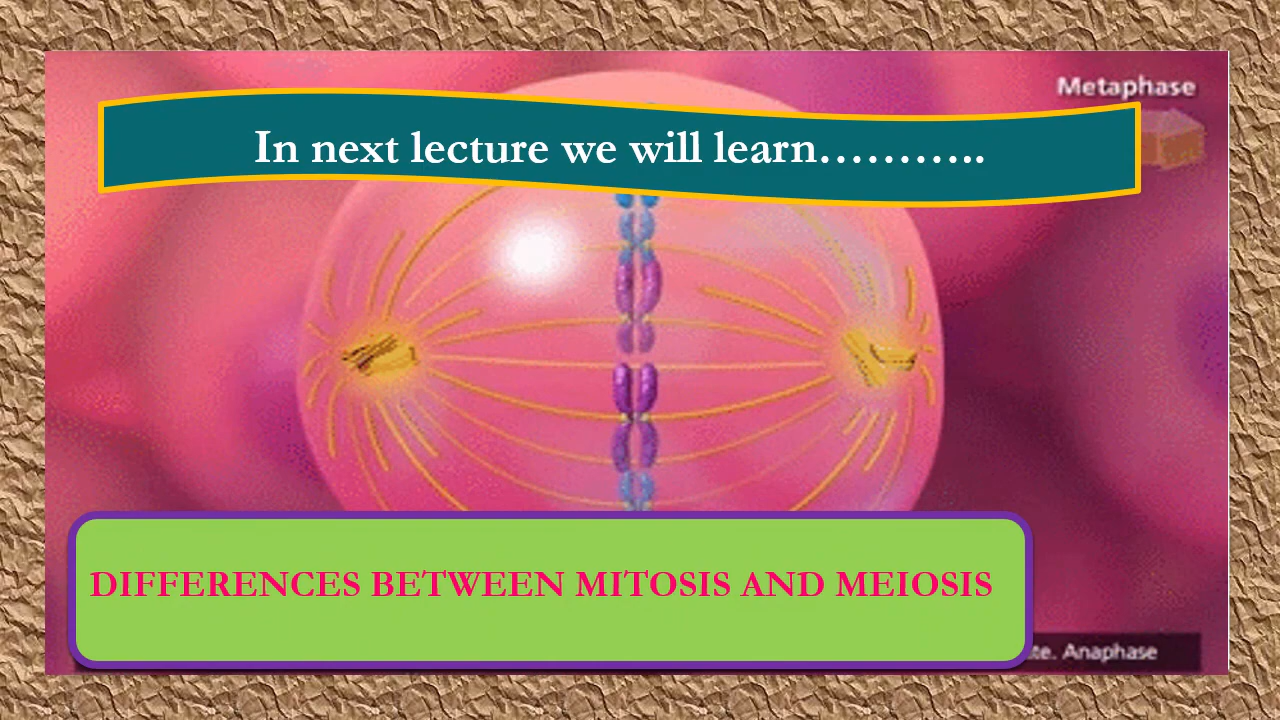 Metaphase
In next lecture we will learn………..
DIFFERENCES BETWEEN MITOSIS AND MEIOSIS
Anaphase